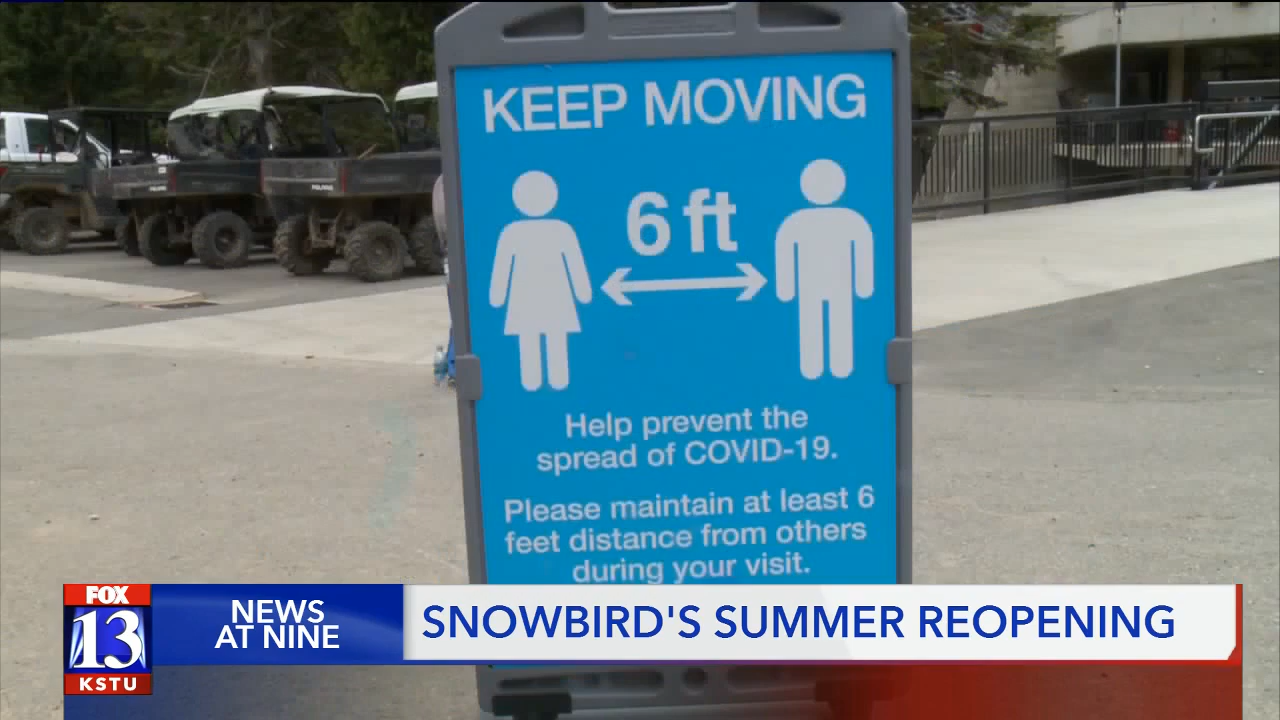 KEEP MOVING
6 ft
Help prevent the
spread of COVID-19.
Please maintain at least 6
feet distance from others
during your visit.
POLARIS
FOX
13
KSTU
NEWS
AT NINE
SNOWBIRD'S SUMMER REOPENING